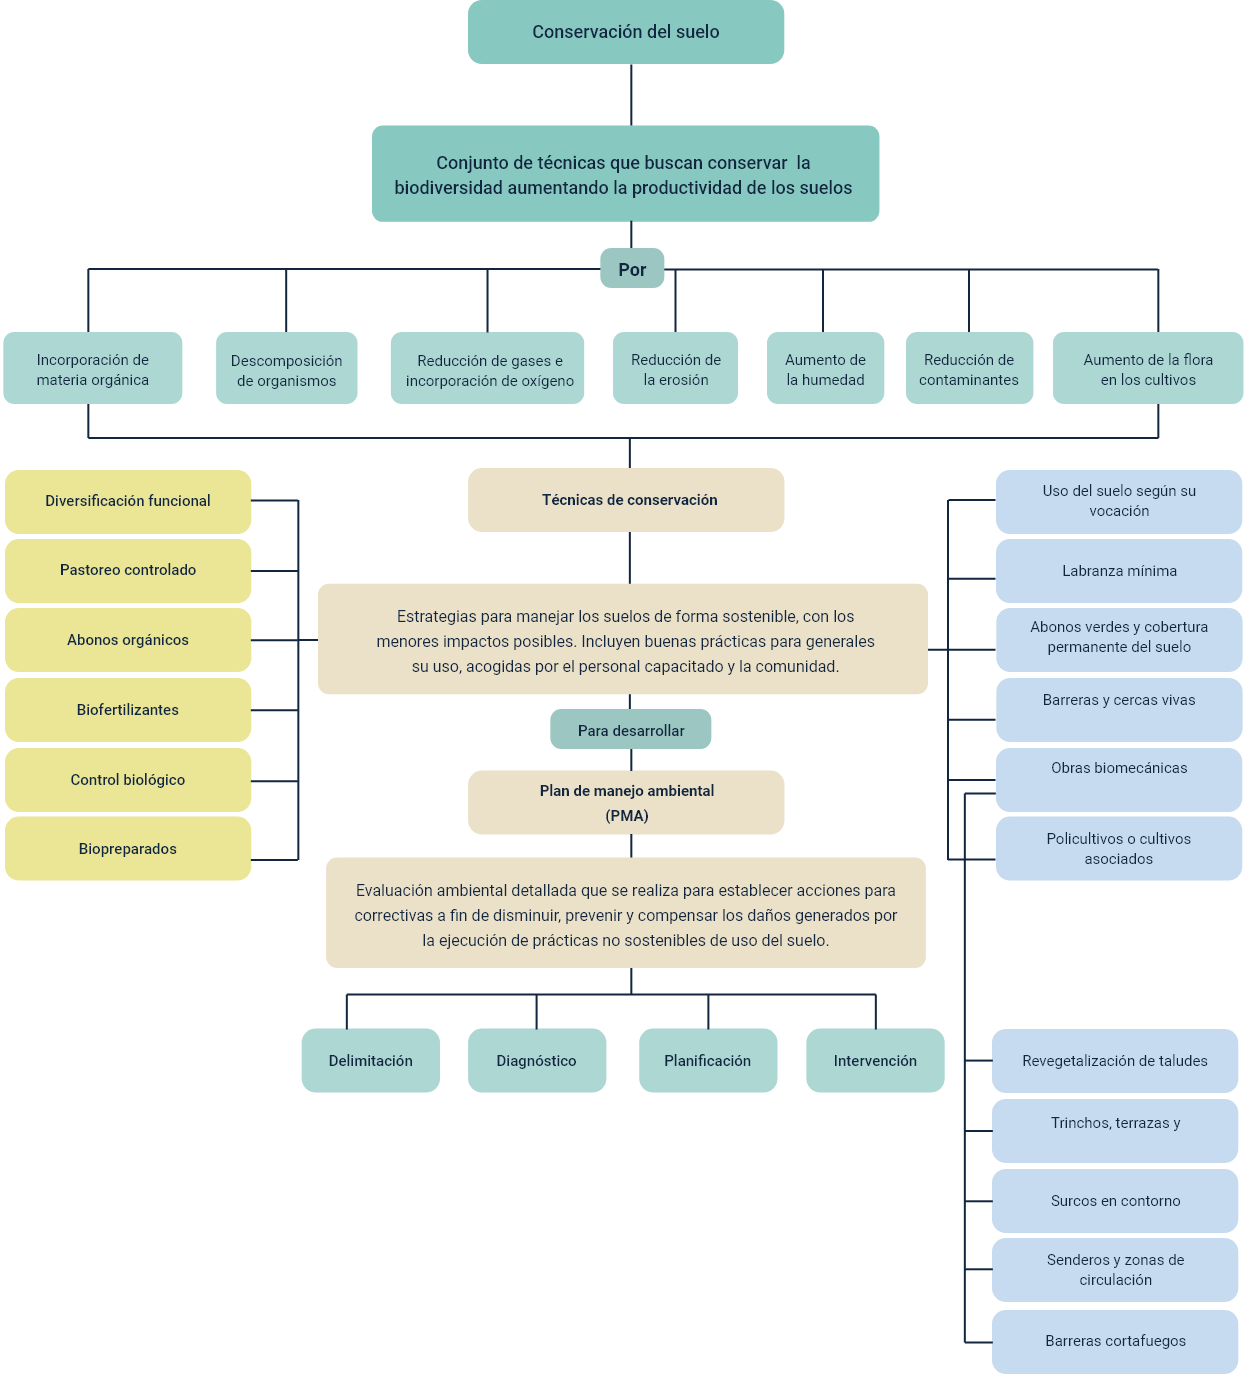 Conservación del suelo
Conjunto de técnicas que buscan conservar la
biodiversidad aumentando la productividad de los suelos
Por
Incorporación de
materia orgánica
Descomposición
de organismos
Reducción de gases e
incorporación de oxígeno
Reducción de
la erosión
Aumento de
la humedad
Reducción de
contaminantes
Aumento de la flora
en los cultivos
Técnicas de conservación
Estrategias para manejar los suelos de forma sostenible, con los
menores impactos posibles. Incluyen buenas prácticas para generales
su uso, acogidas por el personal capacitado y la comunidad.
Diversificación funcional
Pastoreo controlado
Abonos orgánicos
Biofertilizantes
Control biológico
Biopreparados
Uso del suelo según su
vocación
Labranza mínima
Abonos verdes y cobertura
permanente del suelo
Barreras y cercas vivas
Obras biomecánicas
Policultivos o cultivos
asociados
Para desarrollar
Plan de manejo ambiental
(PMA)
Evaluación ambiental detallada que se realiza para establecer acciones para
correctivas a fin de disminuir, prevenir y compensar los daños generados por
la ejecución de prácticas no sostenibles de uso del suelo.
Delimitación
Diagnóstico
Planificación
Intervención
Revegetalización de taludes
Trinchos, terrazas y
Surcos en contorno
Senderos y zonas de
circulación
Barreras cortafuegos